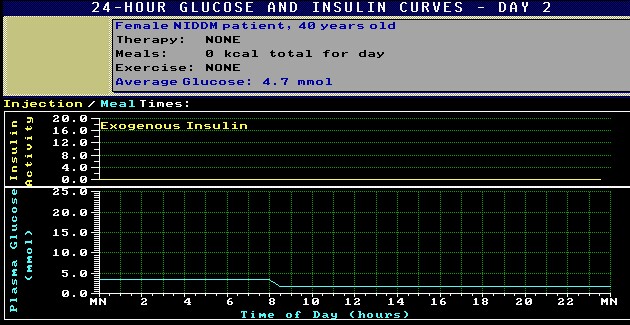 24-HOUR GLUCOSE AND INSULIN CURVES - DAY 2
Female NIDDM patient, 40 years old
Therapy: NONE
Meals: 0 kcal total for day
Exercise: NONE
Average Glucose: 4.7 mmol
Injection / Meal Times:
Insulin Activity
20.0
16.0
12.0
8.0
4.0
0.0
Exogenous Insulin
Plasma Glucose (mmol)
25.0
20.0
15.0
10.0
5.0
0.0
MN 2 4 6 8 10 12 14 16 18 20 22 MN
Time of Day (hours)